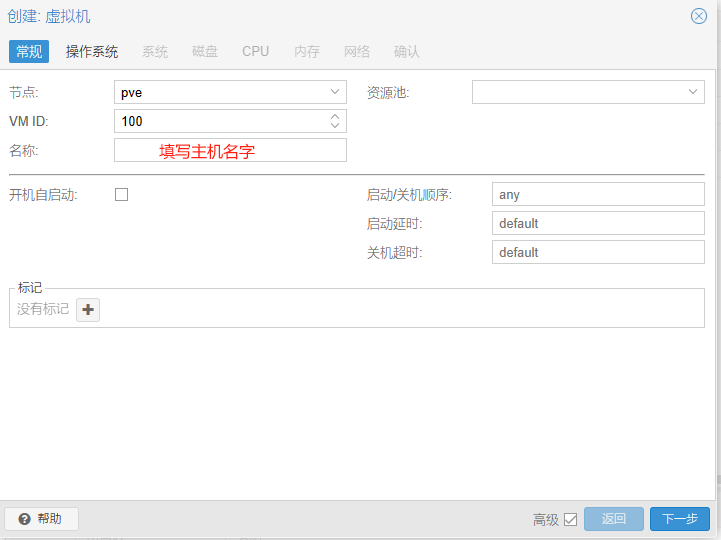 创建: 虚拟机
常规 操作系统 系统 磁盘 CPU 内存 网络 确认
节点: pve 资源池:
VM ID: 100
名称: 填写主机名字
开机自启动: 启动/关机顺序: any
启动延时: default
关机超时: default
标记
没有标记
帮助 高级 返回 下一步